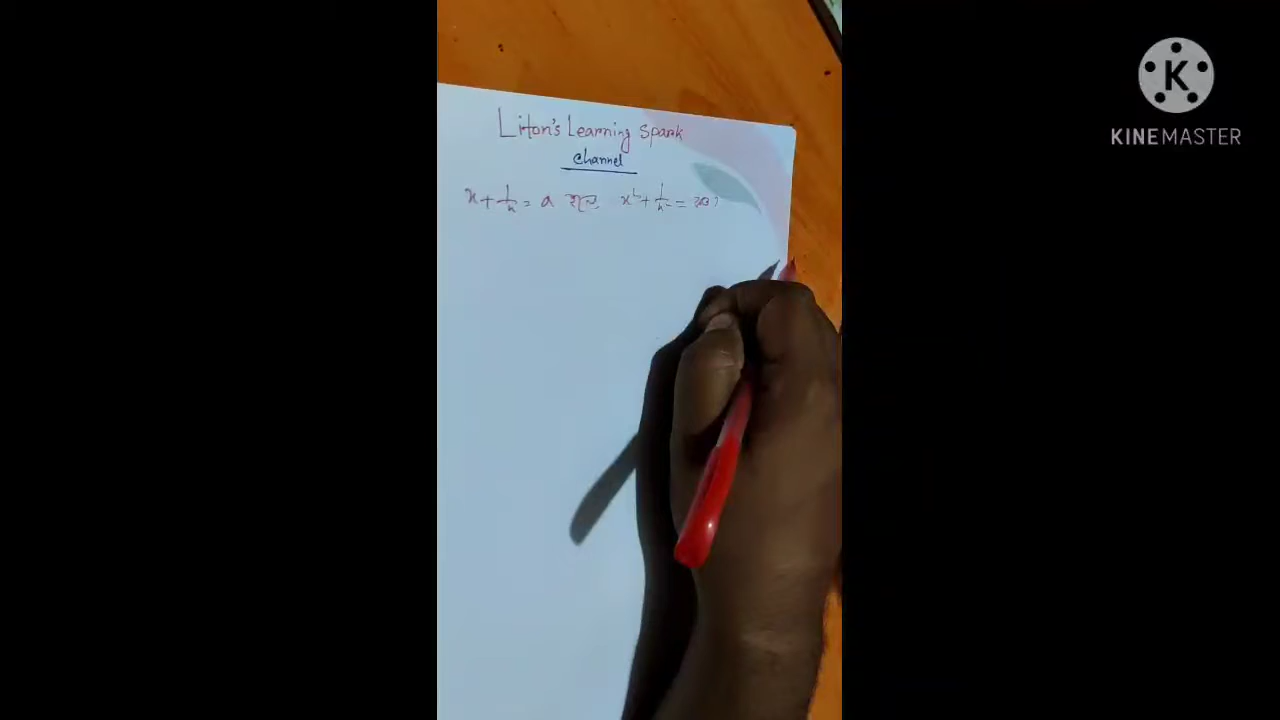 Liton's Learning Spark
Channel
x + 1/x = a হলে, x² + 1/x² = কত?
KINEMASTER